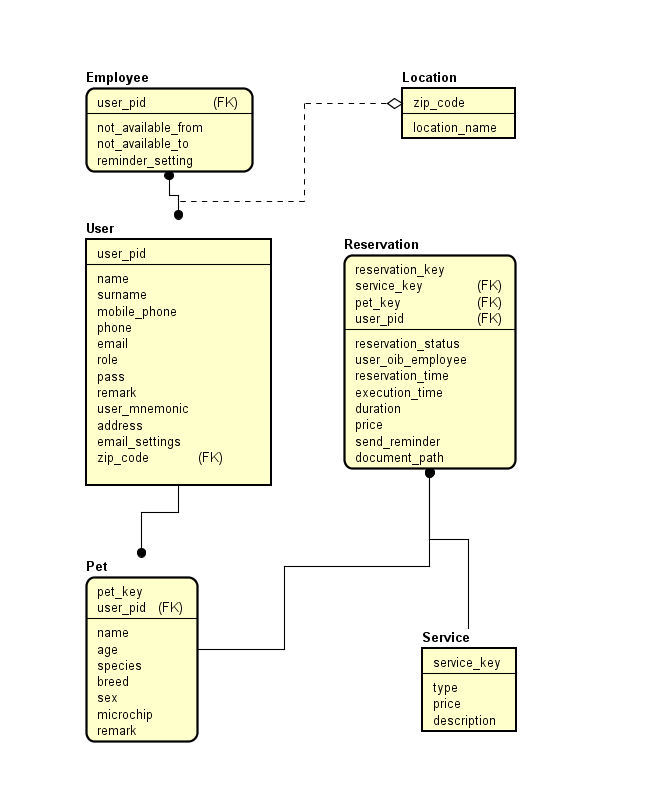 Employee
user_pid (FK)
not_available_from
not_available_to
reminder_setting
Location
zip_code
location_name
User
user_pid
name
surname
mobile_phone
phone
email
role
pass
remark
user_mnemonic
address
email_settings
zip_code (FK)
Reservation
reservation_key
service_key (FK)
pet_key (FK)
user_pid (FK)
reservation_status
user_oib_employee
reservation_time
execution_time
duration
price
send_reminder
document_path
Pet
pet_key
user_pid (FK)
name
age
species
breed
sex
microchip
remark
Service
service_key
type
price
description